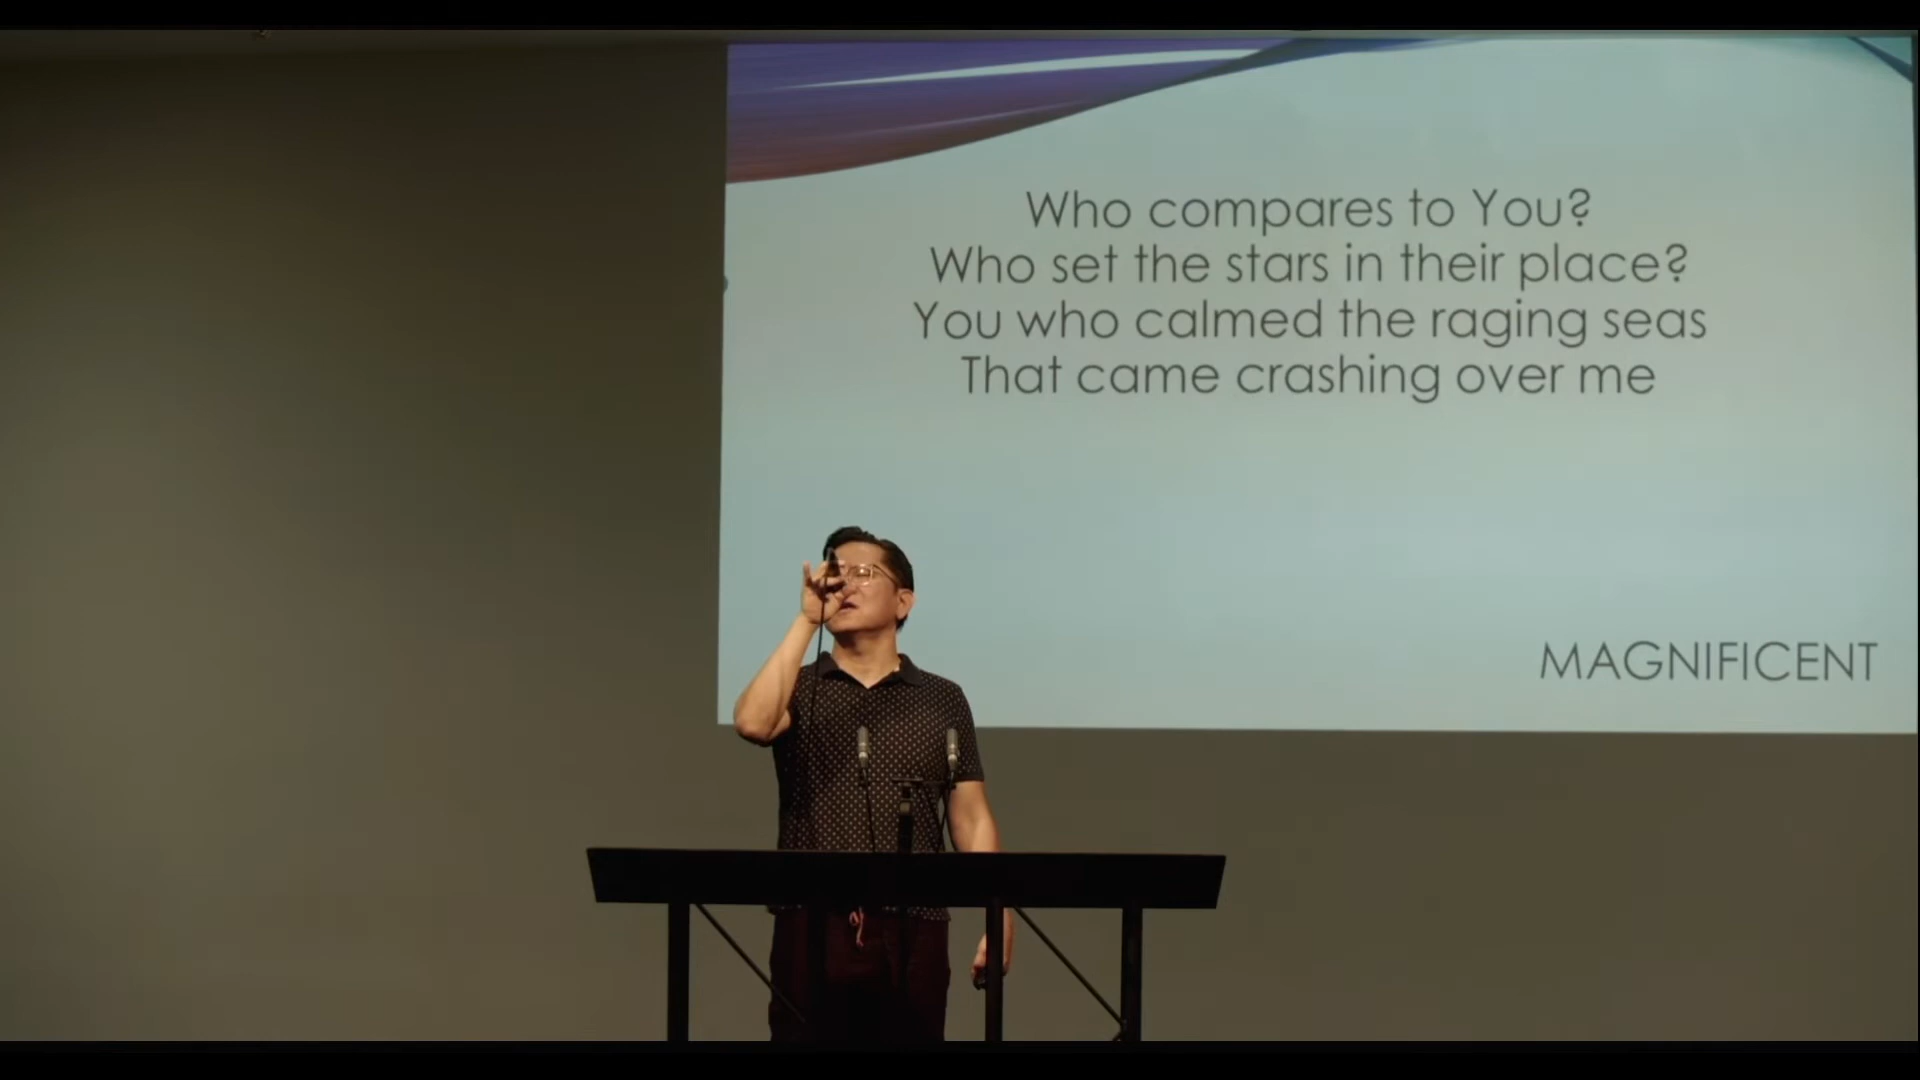 Who compares to You?
Who set the stars in their place?
You who calmed the raging seas
That came crashing over me
MAGNIFICENT